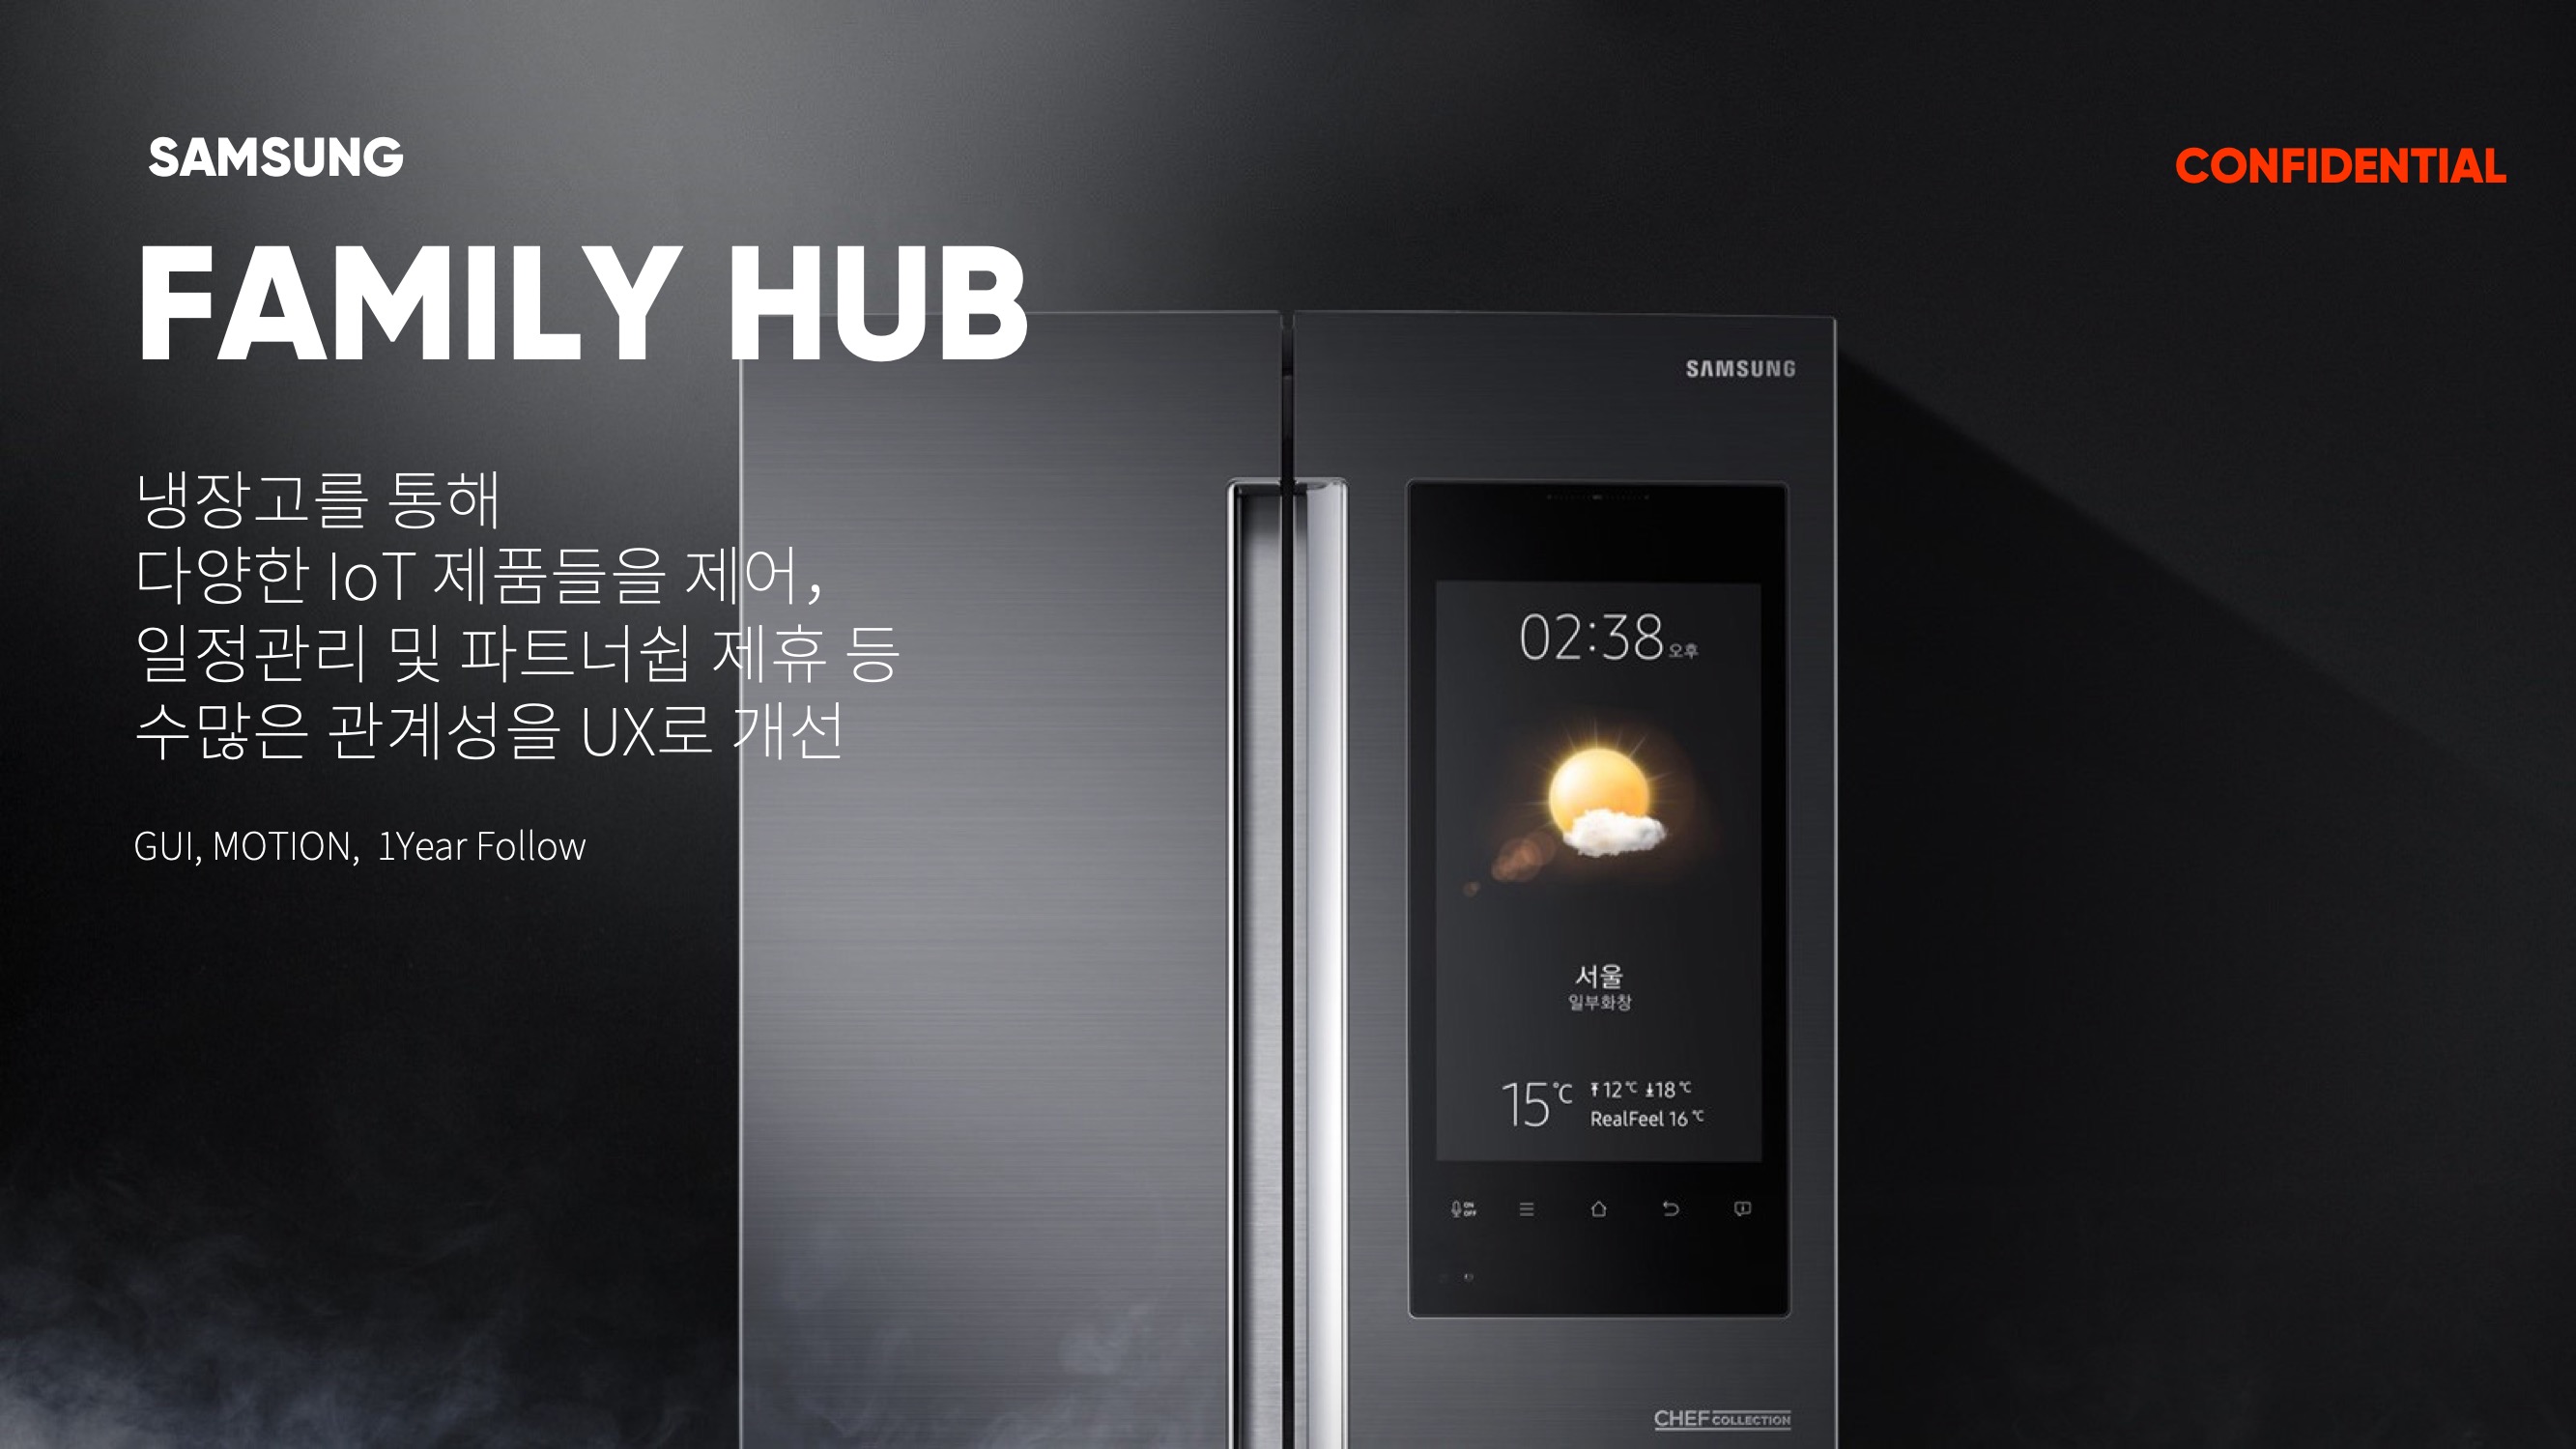 SAMSUNG
CONFIDENTIAL
FAMILY HUB
냉장고를 통해
다양한 IoT 제품들을 제어,
일정관리 및 파트너쉽 제휴 등
수많은 관계성을 UX로 개선
GUI, MOTION, 1Year Follow
SAMSUNG
02:38 오후
서울
일부화창
15℃ 12℃ 18℃
RealFeel 16℃
ON
OFF
CHEF COLLECTION